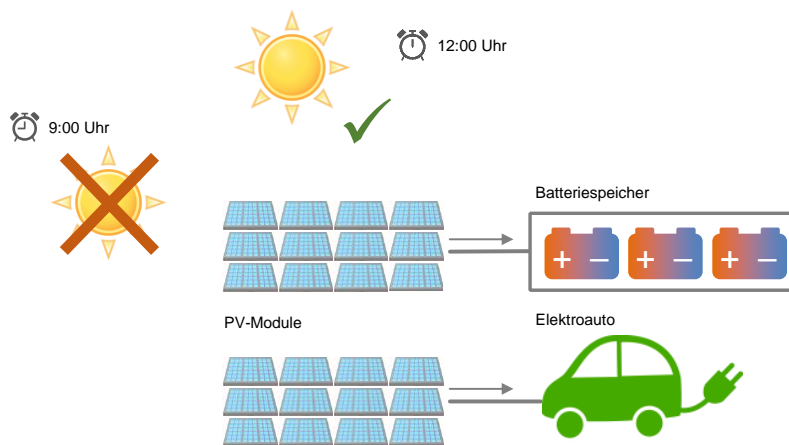 12:00 Uhr
9:00 Uhr
Batteriespeicher
+ − + − + −
PV-Module
Elektroauto